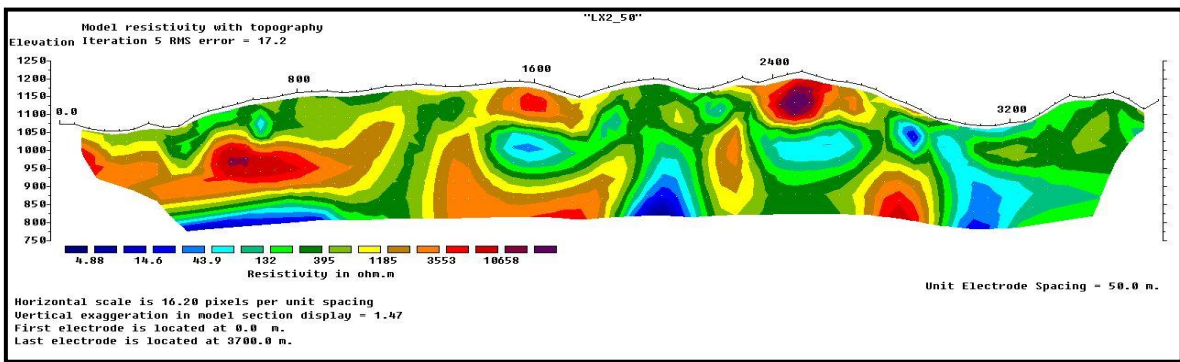 "LX2_50"
Model resistivity with topography
Elevation Iteration 5 RMS error = 17.2
1250
1200
1150
1100
1050
1000
950
900
850
800
750
0.0
800
1600
2400
3200
4.88 14.6 43.9 132 395 1185 3553 10658
Resistivity in ohm.m
Unit Electrode Spacing = 50.0 m.
Horizontal scale is 16.20 pixels per unit spacing
Vertical exaggeration in model section display = 1.47
First electrode is located at 0.0 m.
Last electrode is located at 3700.0 m.